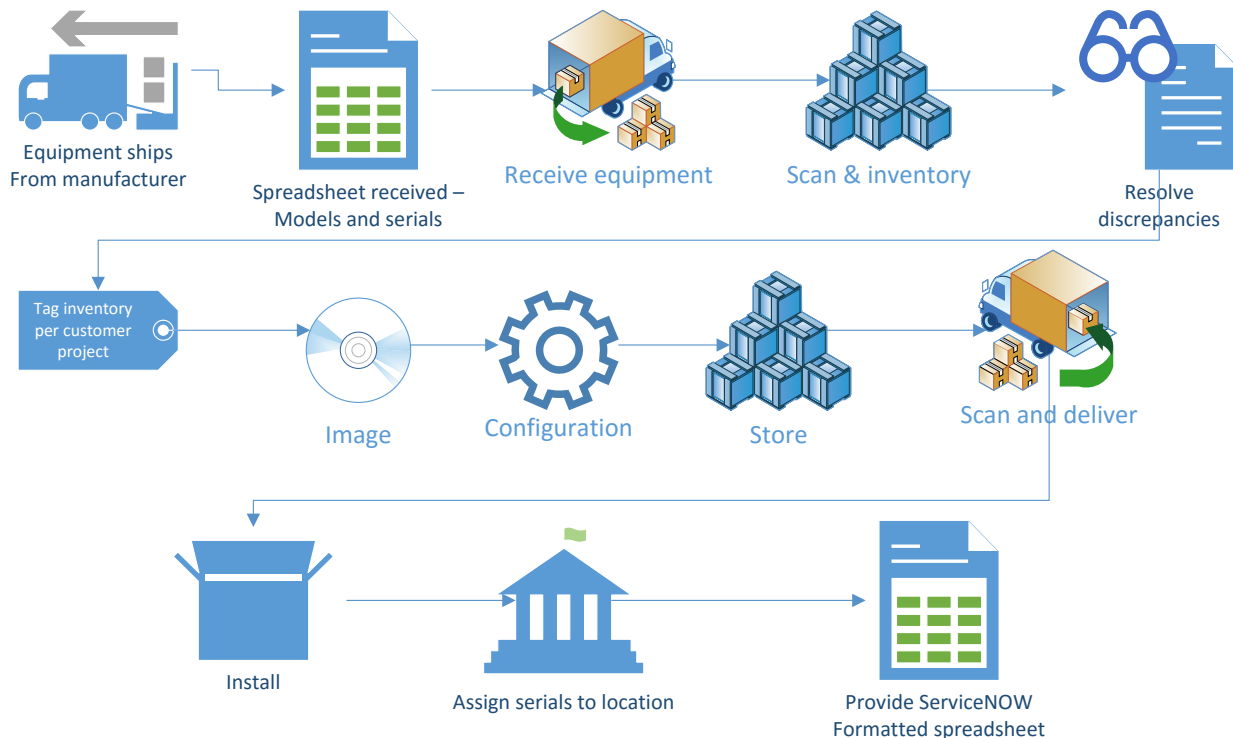 Equipment ships
From manufacturer
Spreadsheet received –
Models and serials
Receive equipment
Scan & inventory
Resolve
discrepancies
Tag inventory
per customer
project
Image
Configuration
Store
Scan and deliver
Install
Assign serials to location
Provide ServiceNOW
Formatted spreadsheet